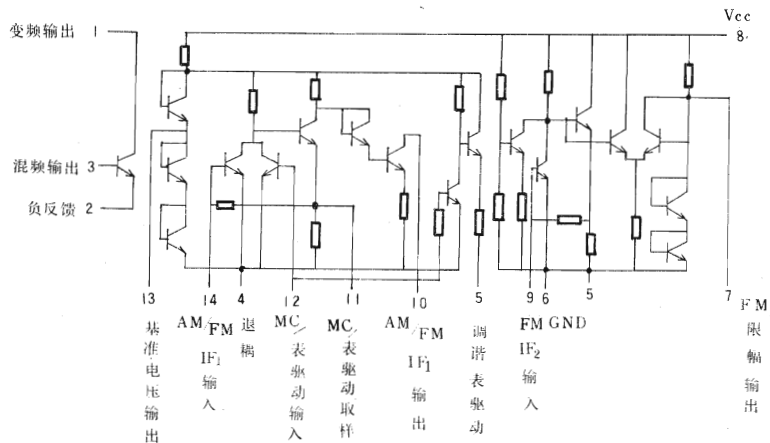 Vcc
变频输出 1
8
混频输出 3
负反馈 2
13
14
4
12
11
10
5
9
6
5
7
基准电压输出
AM/FM IF₁ 输入
退耦
MC/表驱动输入
MC/表驱动取样
AM/FM IF₁ 输出
调谐表驱动
FM IF₂ 输入
GND
FM 限幅输出